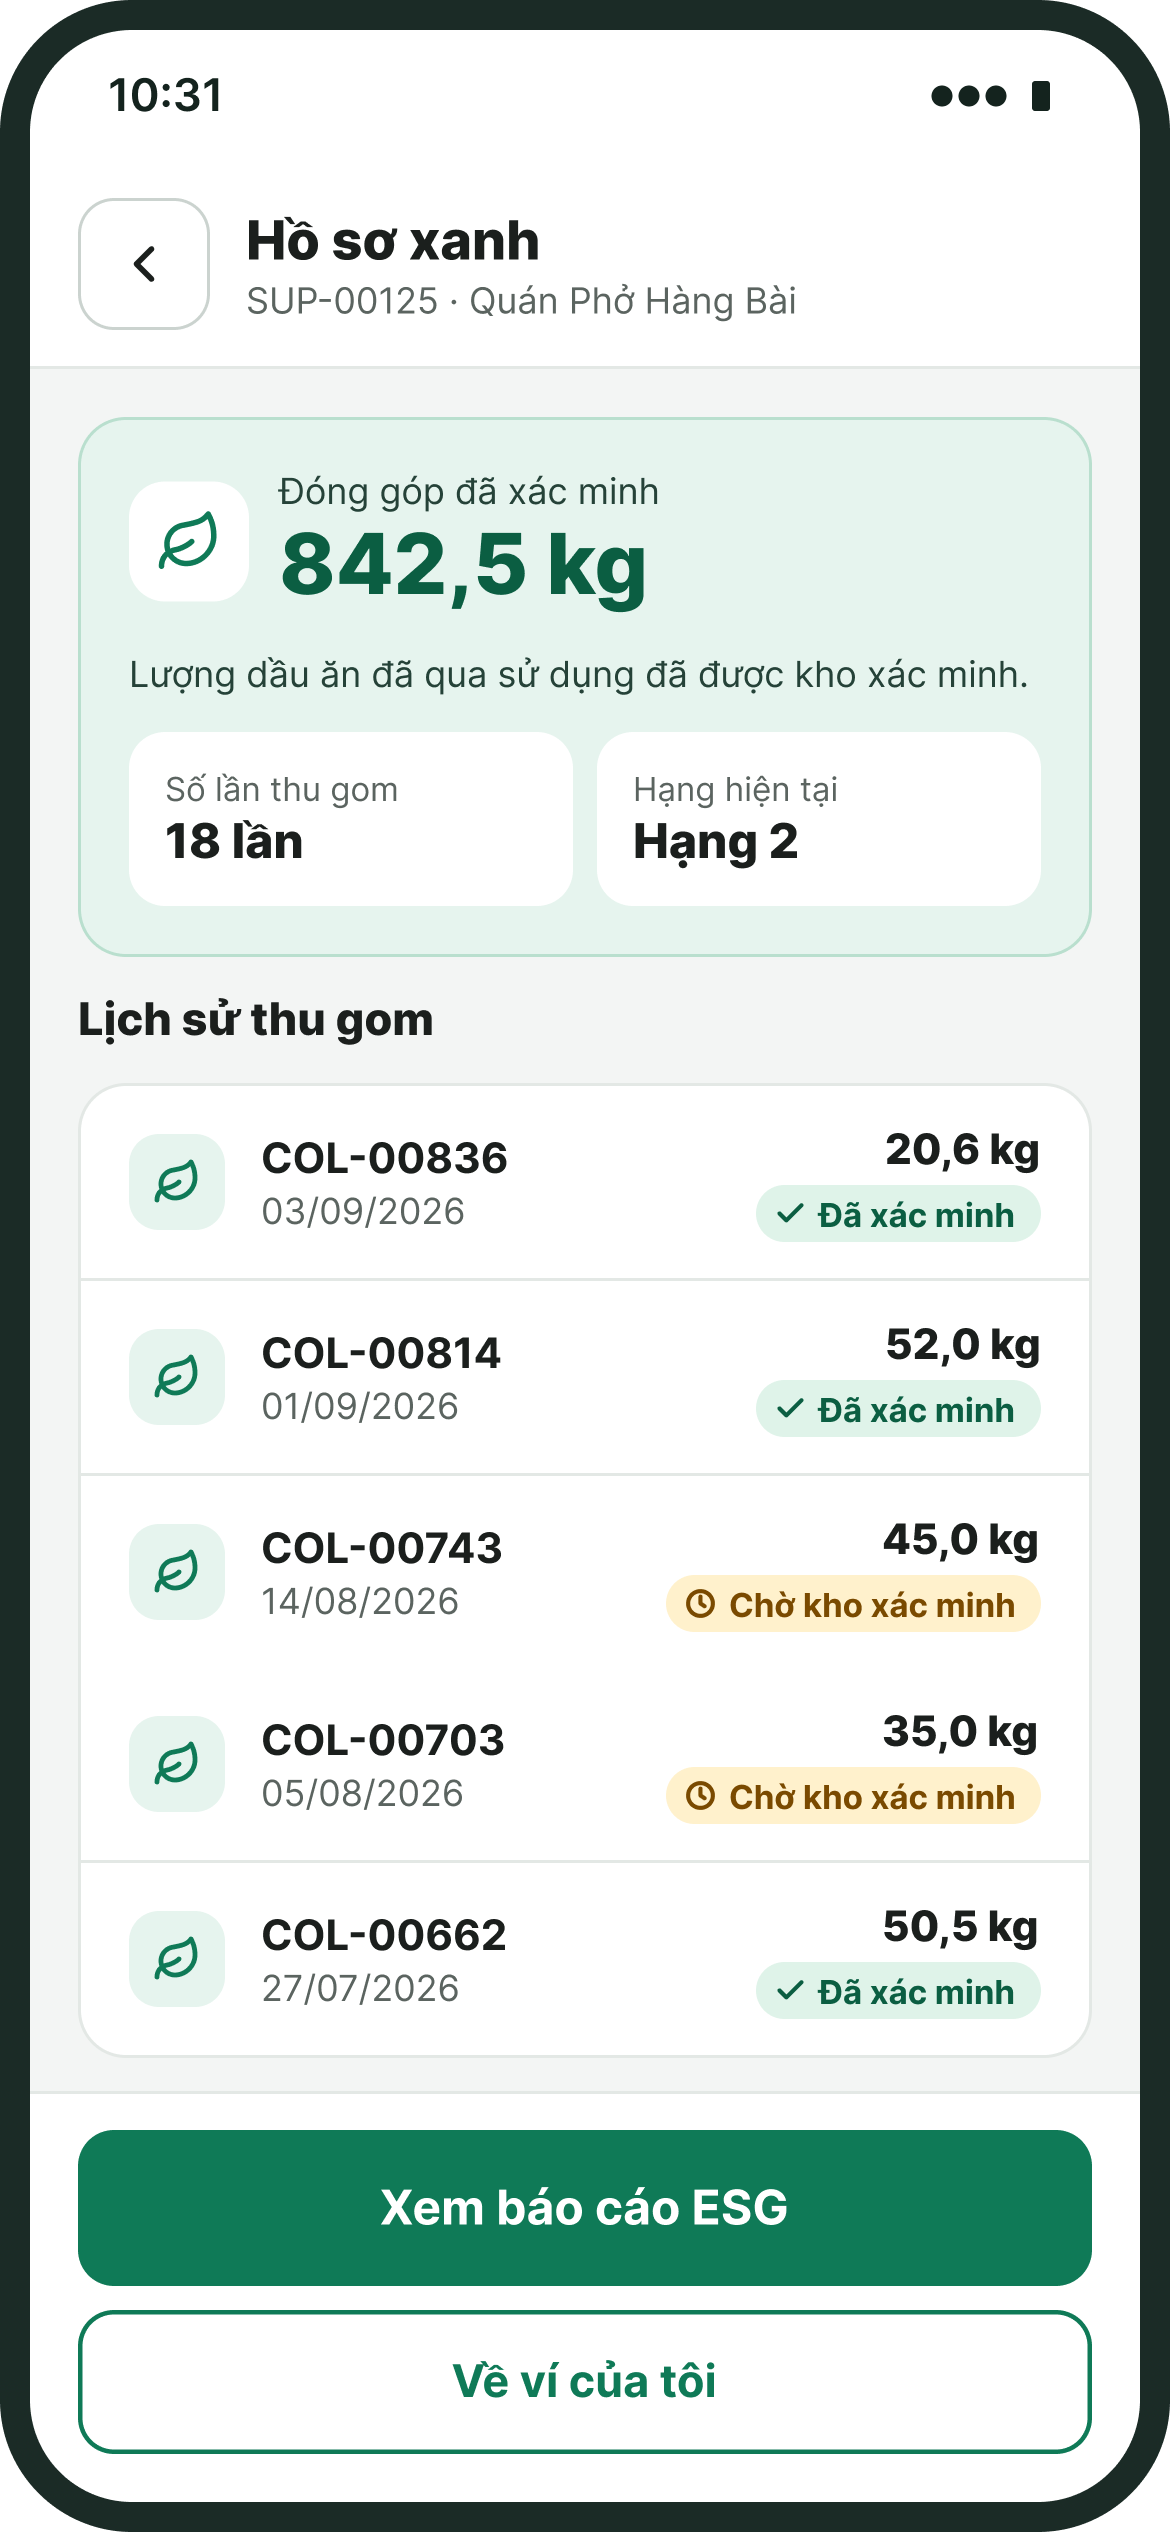 10:31
Hồ sơ xanh
SUP-00125 · Quán Phở Hàng Bài
Đóng góp đã xác minh
842,5 kg
Lượng dầu ăn đã qua sử dụng đã được kho xác minh.
Số lần thu gom
18 lần
Hạng hiện tại
Hạng 2
Lịch sử thu gom
COL-00836
03/09/2026
20,6 kg
Đã xác minh
COL-00814
01/09/2026
52,0 kg
Đã xác minh
COL-00743
14/08/2026
45,0 kg
Chờ kho xác minh
COL-00703
05/08/2026
35,0 kg
Chờ kho xác minh
COL-00662
27/07/2026
50,5 kg
Đã xác minh
Xem báo cáo ESG
Về ví của tôi